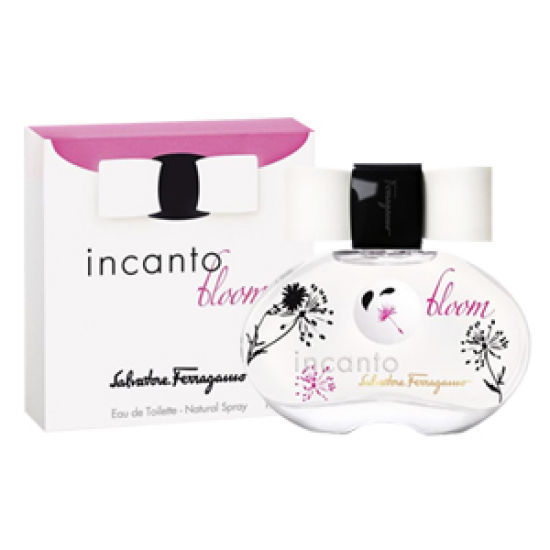 incanto
bloom
Salvatore Ferragamo
Eau de Toilette - Natural Spray
Ferragamo
bloom
incanto
Salvatore Ferragamo